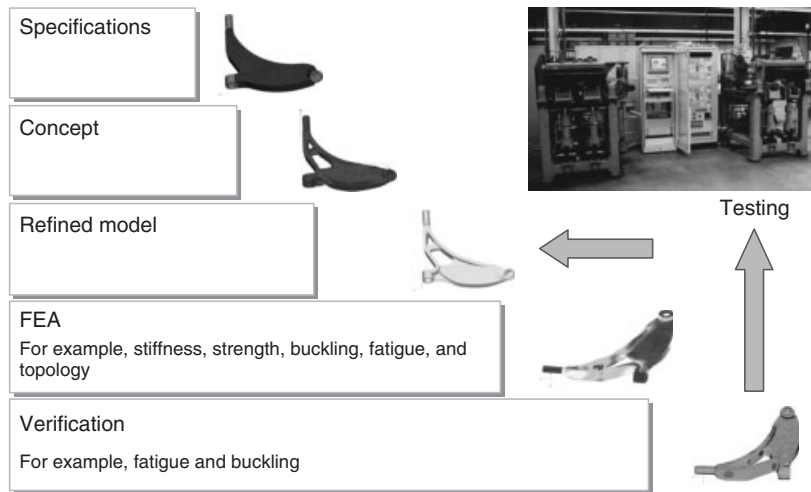 Specifications
Concept
Testing
Refined model
FEA
For example, stiffness, strength, buckling, fatigue, and
topology
Verification
For example, fatigue and buckling